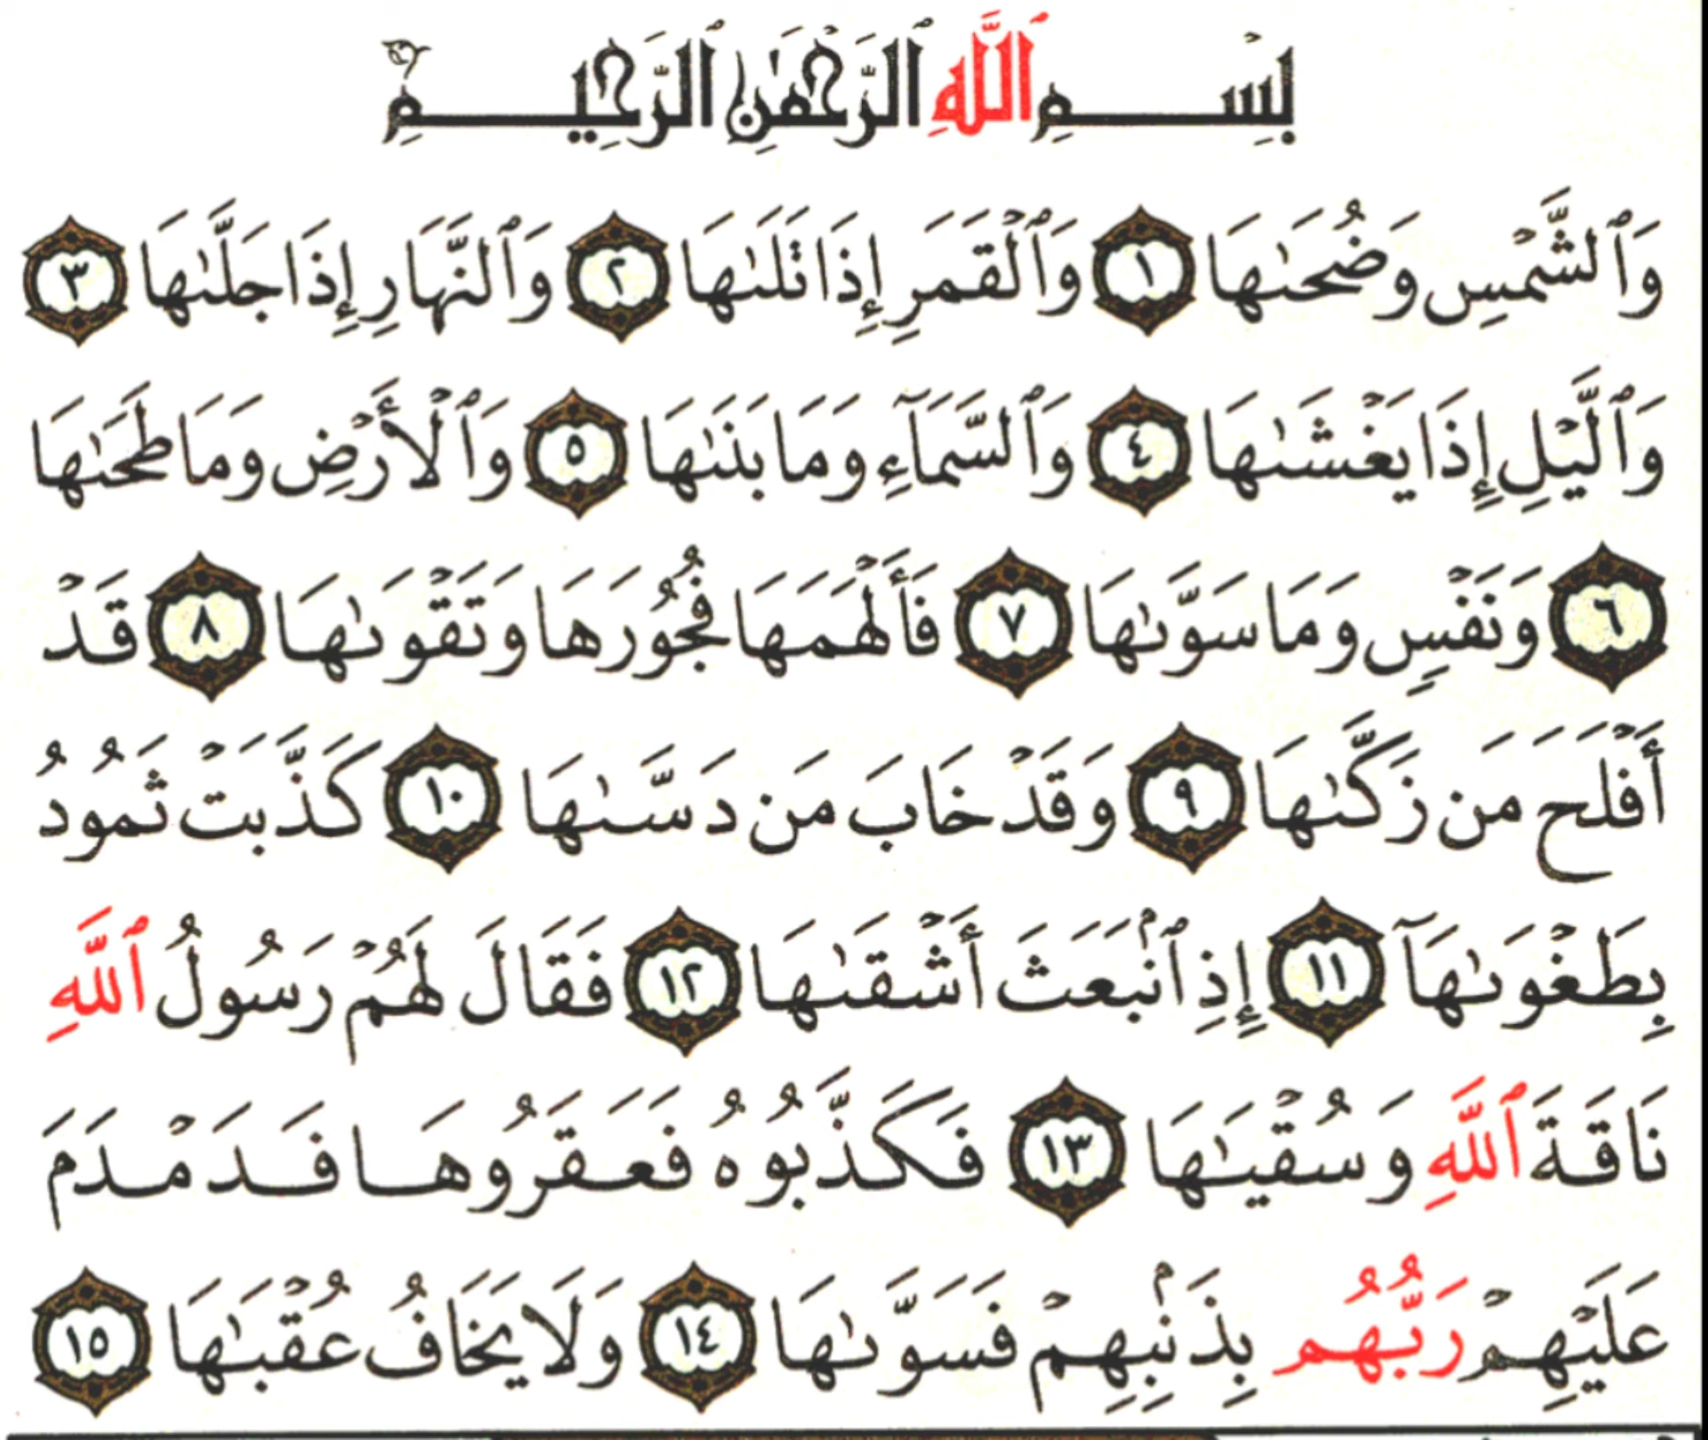 بِسْمِ ٱللَّهِ ٱلرَّحْمَٰنِ ٱلرَّحِيمِ
وَٱلشَّمْسِ وَضُحَىٰهَا ١ وَٱلْقَمَرِ إِذَا تَلَىٰهَا ٢ وَٱلنَّهَارِ إِذَا جَلَّىٰهَا ٣
وَٱلَّيْلِ إِذَا يَغْشَىٰهَا ٤ وَٱلسَّمَآءِ وَمَا بَنَىٰهَا ٥ وَٱلْأَرْضِ وَمَا طَحَىٰهَا
٦ وَنَفْسٍ وَمَا سَوَّىٰهَا ٧ فَأَلْهَمَهَا فُجُورَهَا وَتَقْوَىٰهَا ٨ قَدْ
أَفْلَحَ مَن زَكَّىٰهَا ٩ وَقَدْ خَابَ مَن دَسَّىٰهَا ١٠ كَذَّبَتْ ثَمُودُ
بِطَغْوَىٰهَآ ١١ إِذِ ٱنۢبَعَثَ أَشْقَىٰهَا ١٢ فَقَالَ لَهُمْ رَسُولُ ٱللَّهِ
نَاقَةَ ٱللَّهِ وَسُقْيَٰهَا ١٣ فَكَذَّبُوهُ فَعَقَرُوهَا فَدَمْدَمَ
عَلَيْهِمْ رَبُّهُم بِذَنۢبِهِمْ فَسَوَّىٰهَا ١٤ وَلَا يَخَافُ عُقْبَٰهَا ١٥